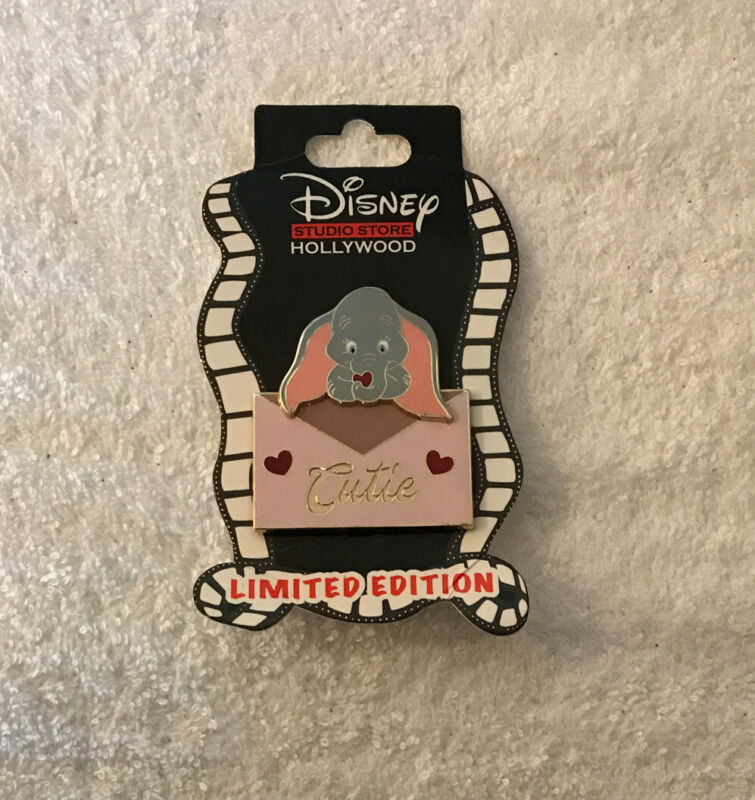 Disney
STUDIO STORE
HOLLYWOOD
Cutie
LIMITED EDITION